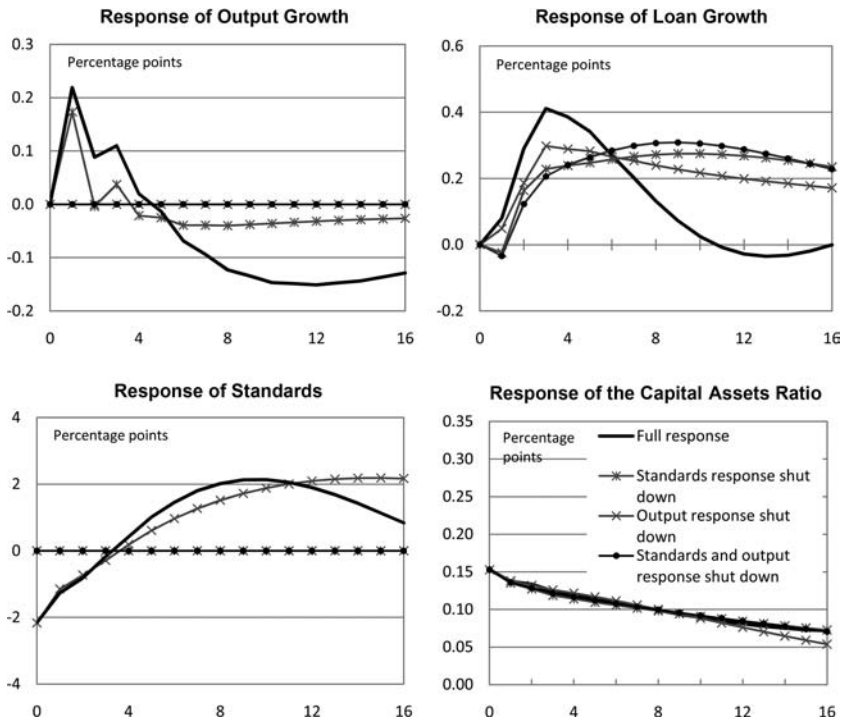 Response of Output Growth
0.3
Percentage points
0.2
0.1
0.0
-0.1
-0.2
0 4 8 12 16
Response of Loan Growth
0.6
Percentage points
0.4
0.2
0.0
-0.2
0 4 8 12 16
Response of Standards
4
Percentage points
2
0
-2
-4
0 4 8 12 16
Response of the Capital Assets Ratio
0.35
0.30
0.25
0.20
0.15
0.10
0.05
0.00
Percentage
points
Full response
Standards response shut
down
Output response shut
down
Standards and output
response shut down
0 4 8 12 16